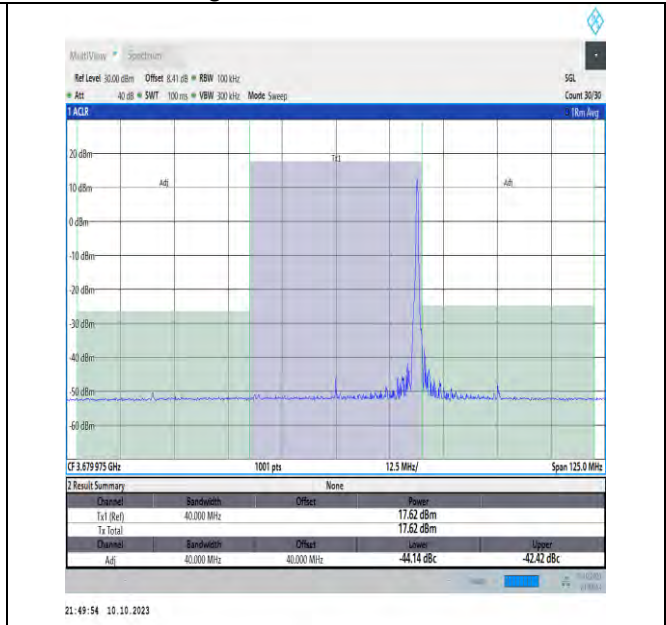 MultiView Spectrum
Ref Level 30.00 dBm Offset 8.41 dB RBW 100 kHz SGL
Att 40 dB SWT 100 ms VBW 300 kHz Mode Sweep Count 30/30
1 ACLR 1Rm Avg
Tx1
20 dBm
Adj Adj
10 dBm
0 dBm
-10 dBm
-20 dBm
-30 dBm
-40 dBm
-50 dBm
-60 dBm
CF 3.679 975 GHz 1001 pts 12.5 MHz/ Span 125.0 MHz
2 Result Summary None
Channel Bandwidth Offset Power
Tx1 (Ref) 40.000 MHz 17.62 dBm
Tx Total 17.62 dBm
Channel Bandwidth Offset Lower Upper
Adj 40.000 MHz 40.000 MHz -44.14 dBc -42.42 dBc
21:49:54 10.10.2023